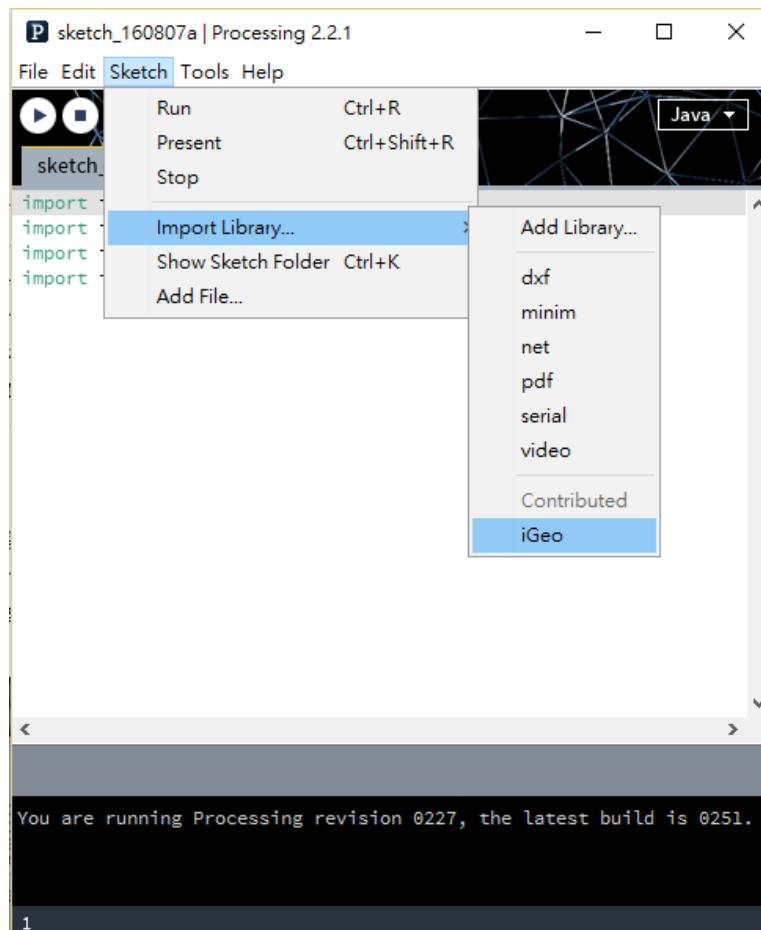 sketch_160807a | Processing 2.2.1
File Edit Sketch Tools Help
Java
sketch_
Run Ctrl+R
Present Ctrl+Shift+R
Stop
Import Library...
Show Sketch Folder Ctrl+K
Add File...
Add Library...
dxf
minim
net
pdf
serial
video
Contributed
iGeo
import
import
import
import
You are running Processing revision 0227, the latest build is 0251.
1